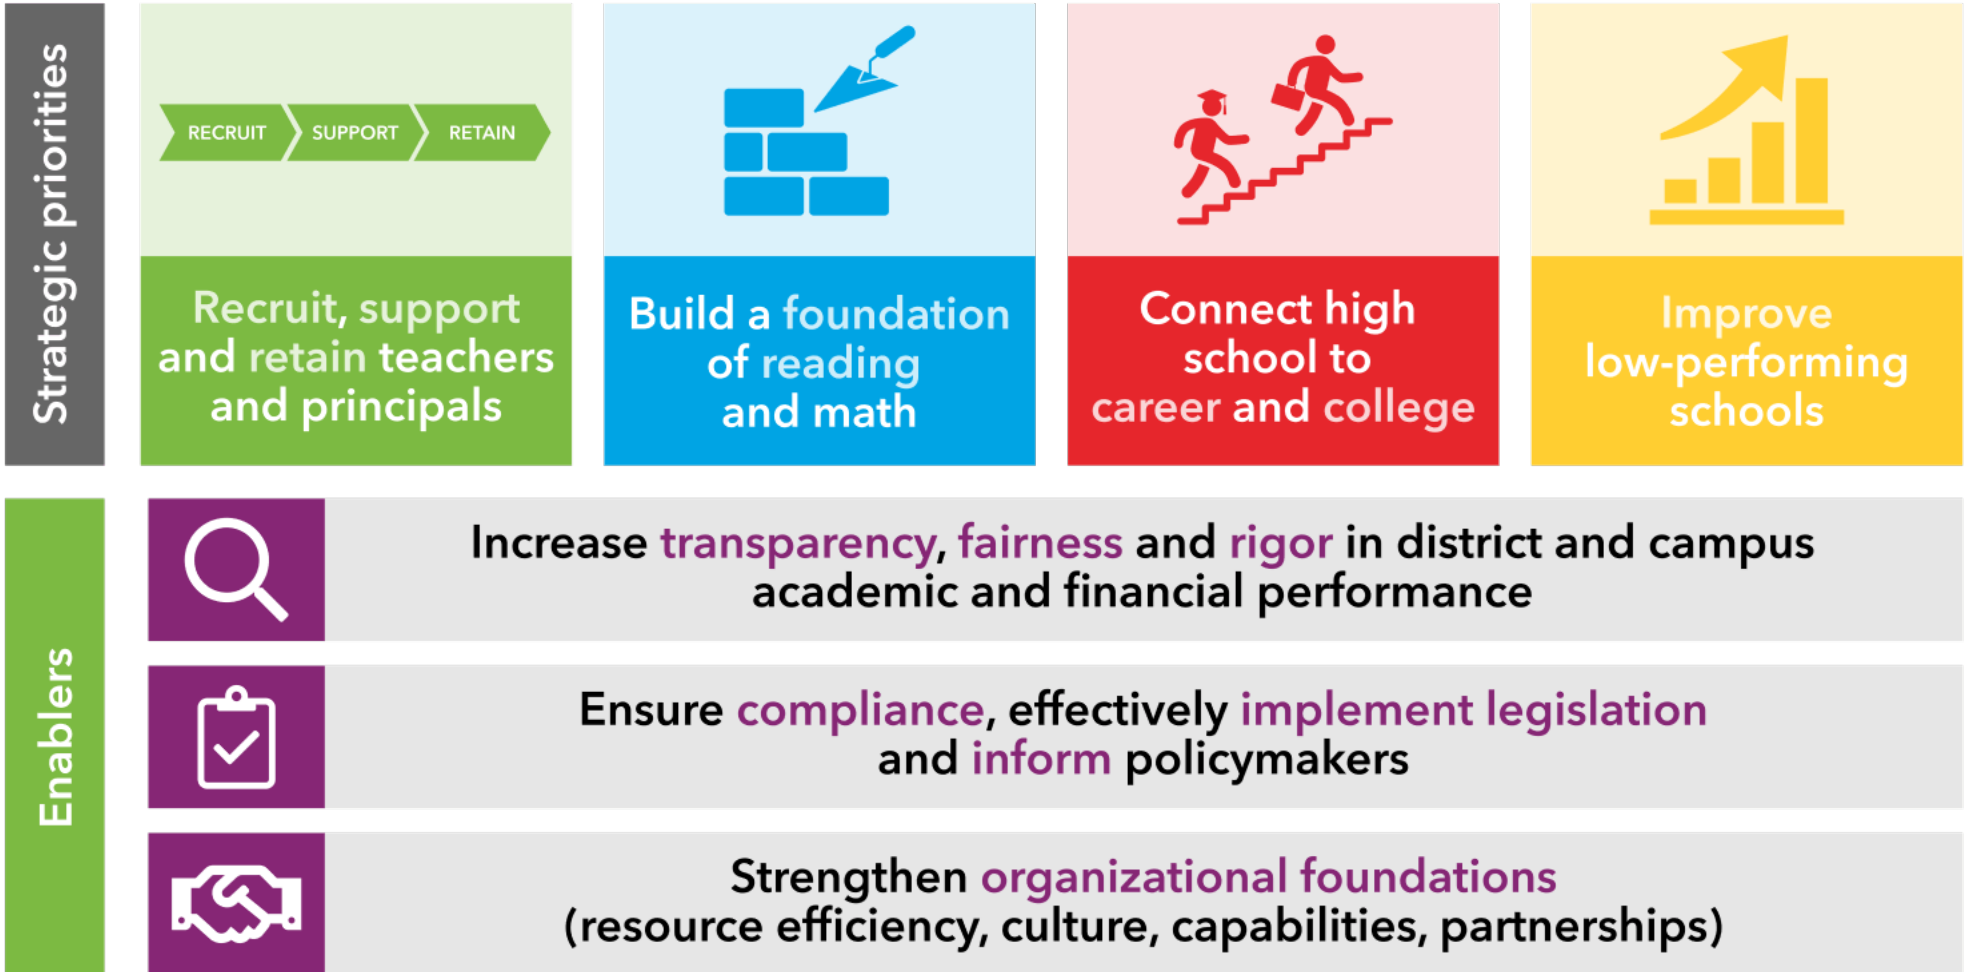 Strategic priorities
RECRUIT
SUPPORT
RETAIN
Recruit, support
and retain teachers
and principals
Build a foundation
of reading
and math
Connect high
school to
career and college
Improve
low-performing
schools
Enablers
Increase transparency, fairness and rigor in district and campus
academic and financial performance
Ensure compliance, effectively implement legislation
and inform policymakers
Strengthen organizational foundations
(resource efficiency, culture, capabilities, partnerships)